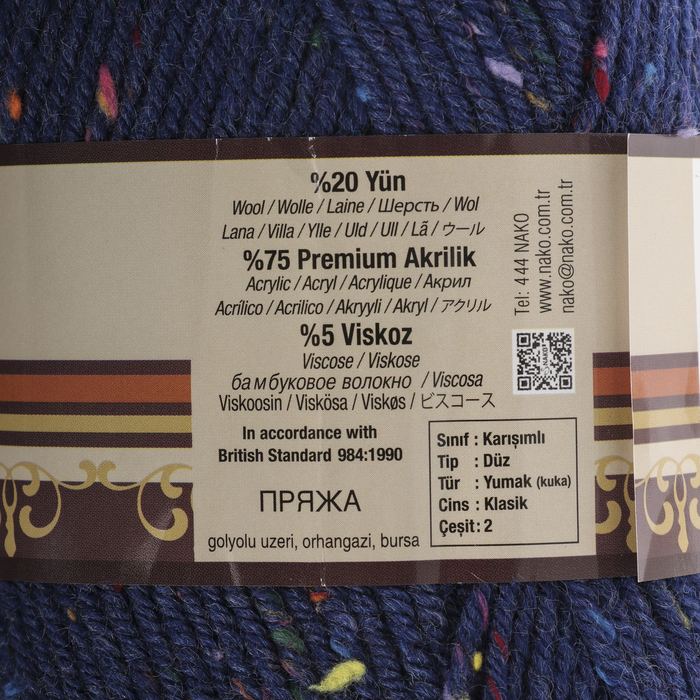 %20 Yün
Wool / Wolle / Laine / Шерсть / Wol
Lana / Villa / Ylle / Uld / Ull / Lã / ウール
%75 Premium Akrilik
Acrylic / Acryl / Acrylique / Акрил
Acrílico / Acrilico / Akryyli / Akryl / アクリル
%5 Viskoz
Viscose / Viskose
бамбуковое волокно / Viscosa
Viskoosin / Viskösa / Viskøs / ビスコース
In accordance with
British Standard 984:1990
ПРЯЖА
golyolu uzeri, orhangazi, bursa
Tel: 444 NAKO
www.nako.com.tr
nako@nako.com.tr
Sınıf : Karışımlı
Tip : Düz
Tür : Yumak (kuka)
Cins : Klasik
Çeşit : 2